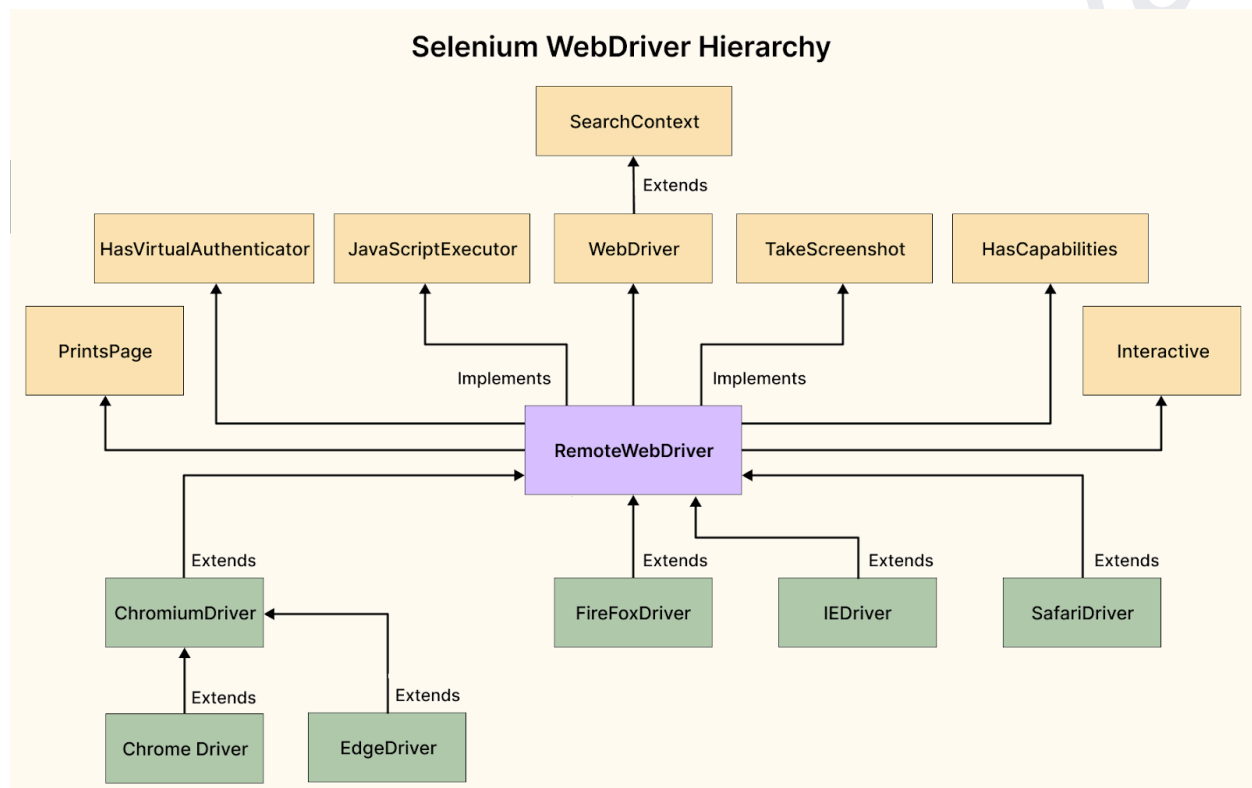 Selenium WebDriver Hierarchy
SearchContext
Extends
HasVirtualAuthenticator
JavaScriptExecutor
WebDriver
TakeScreenshot
HasCapabilities
PrintsPage
Interactive
Implements
Implements
RemoteWebDriver
Extends
Extends
Extends
Extends
ChromiumDriver
FireFoxDriver
IEDriver
SafariDriver
Extends
Extends
Chrome Driver
EdgeDriver